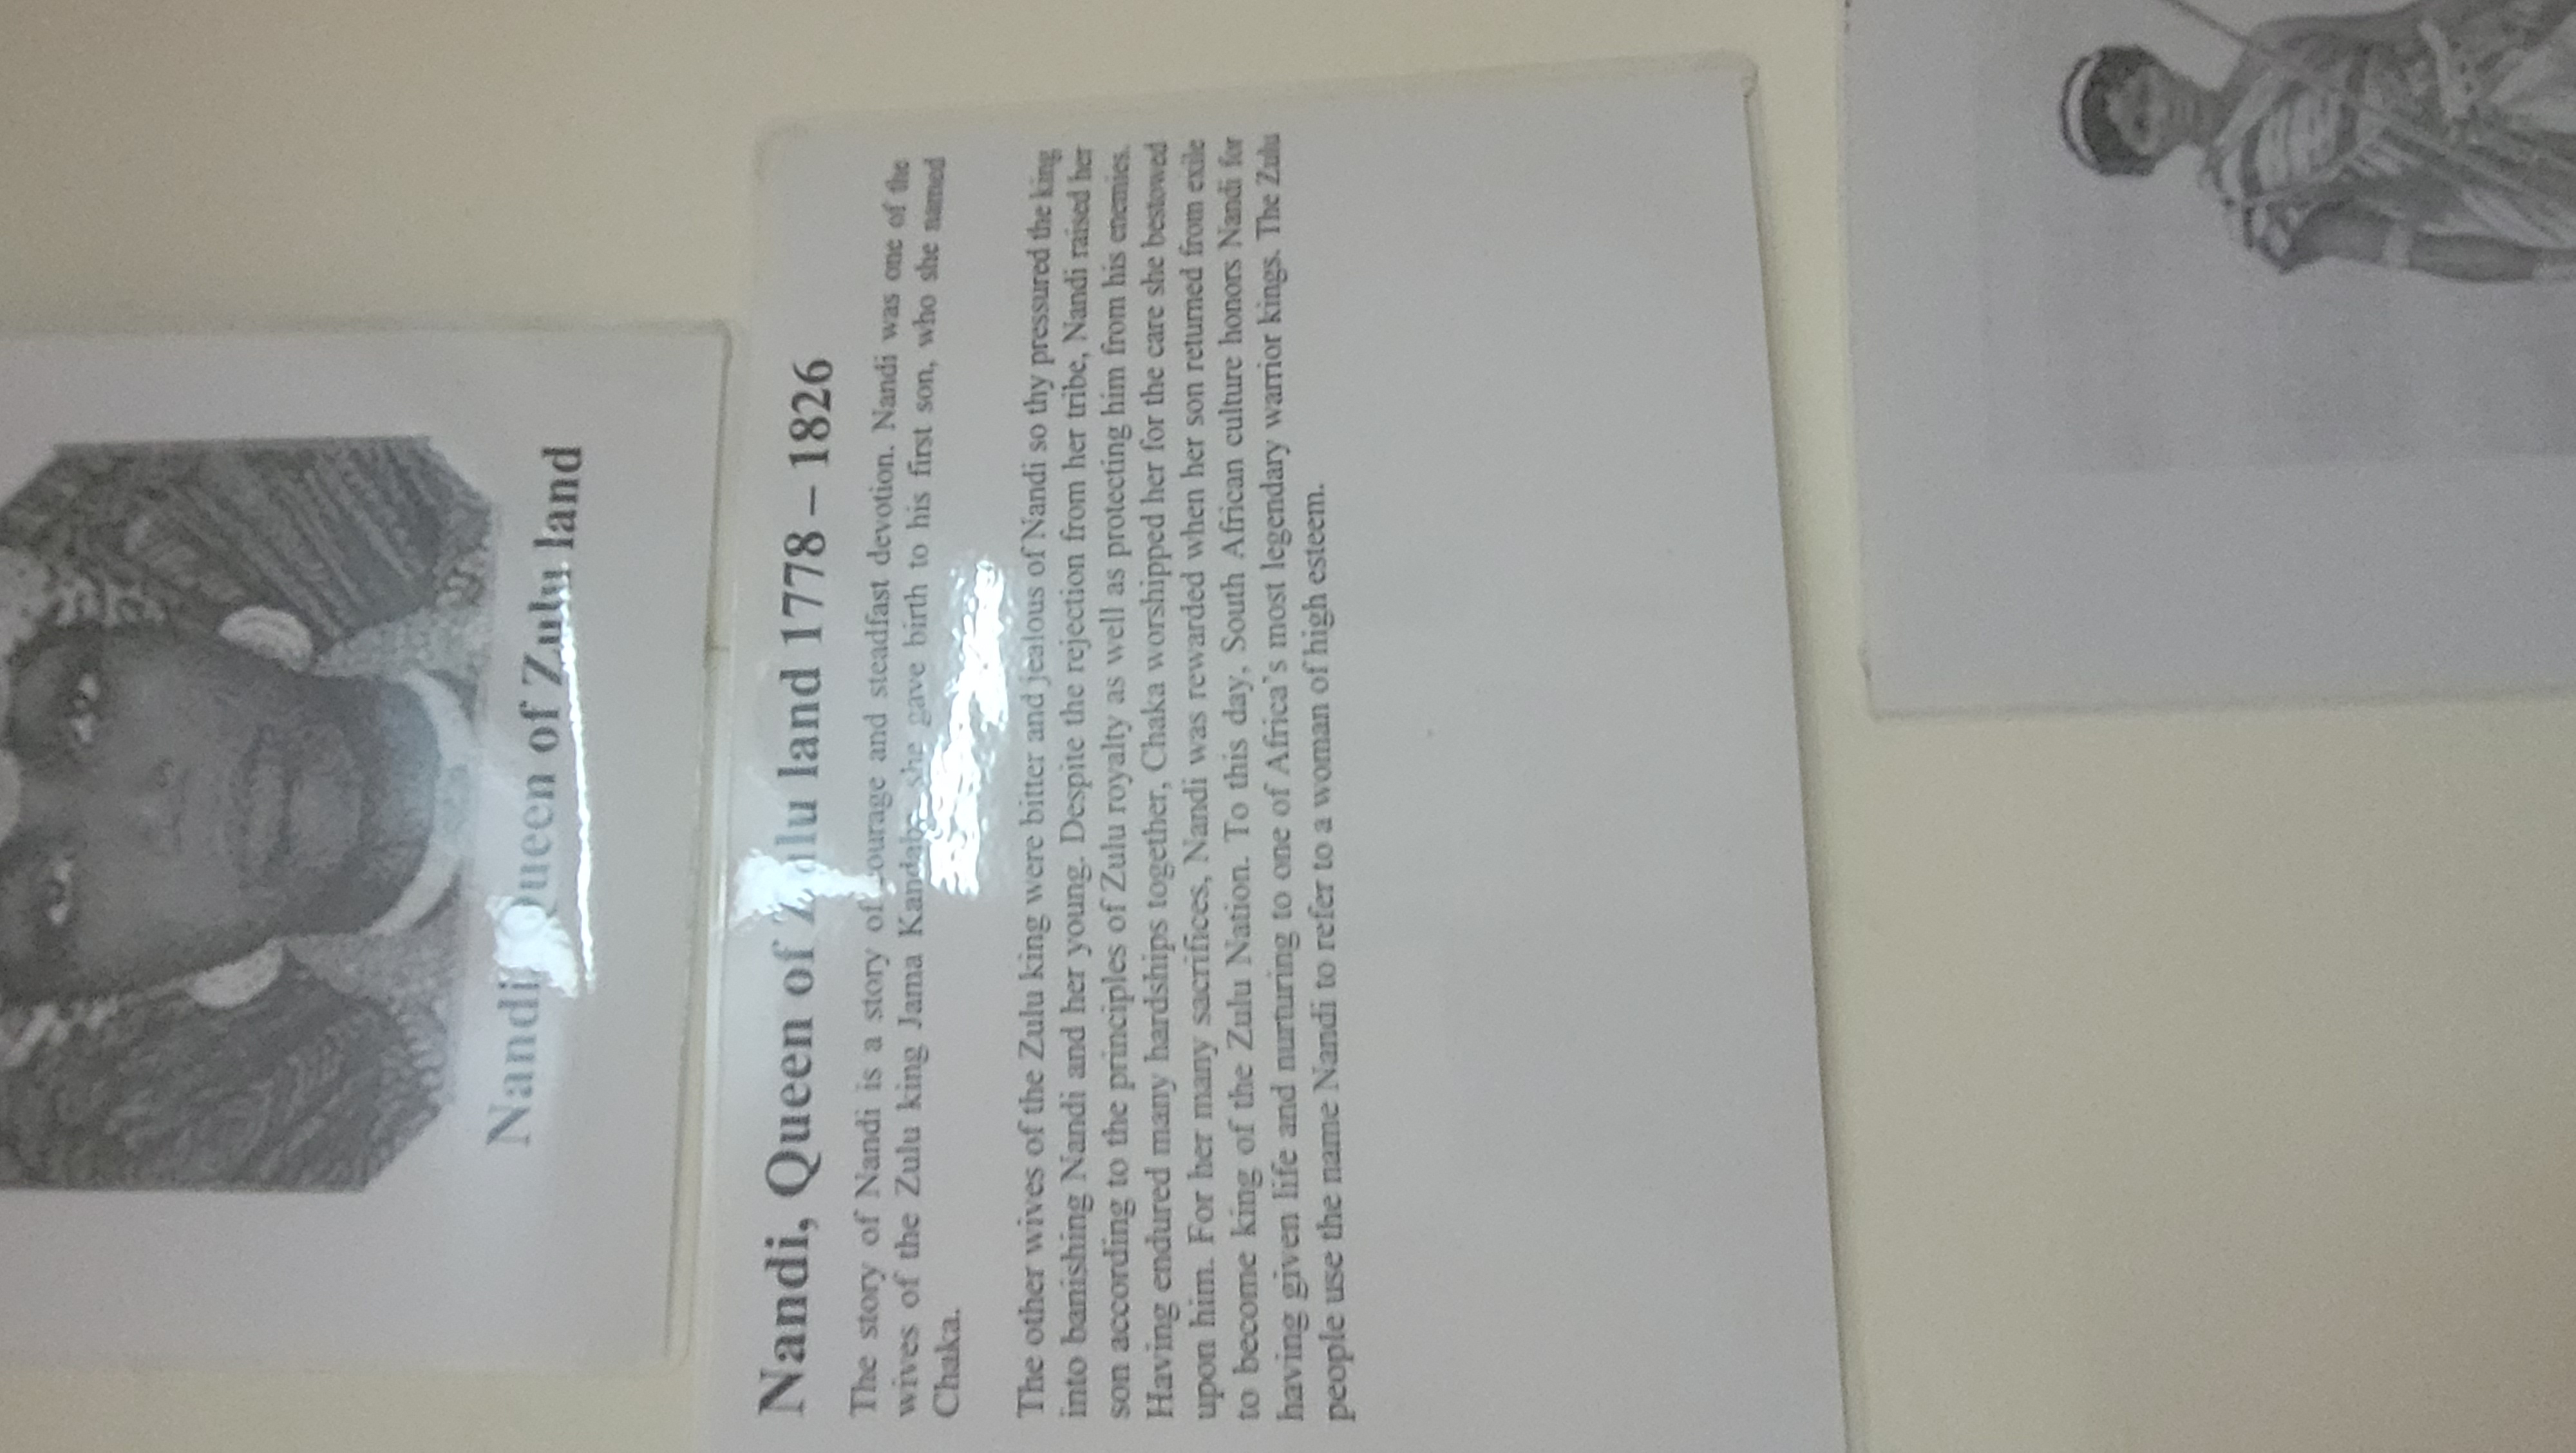 Nandi, Queen of Zulu land
Nandi, Queen of Zulu land 1778 – 1826
The story of Nandi is a story of courage and steadfast devotion. Nandi was one of the
wives of the Zulu king Jama she gave birth to his first son, who she named
Chaka.
The other wives of the Zulu king were bitter and jealous of Nandi so thy pressured the king
into banishing Nandi and her young. Despite the rejection from her tribe, Nandi raised her
son according to the principles of Zulu royalty as well as protecting him from his enemies.
Having endured many hardships together, Chaka worshipped her for the care she bestowed
upon him. For her many sacrifices, Nandi was rewarded when her son returned from exile
to become king of the Zulu Nation. To this day, South African culture honors Nandi for
having given life and nurturing to one of Africa's most legendary warrior kings. The Zulu
people use the name Nandi to refer to a woman of high esteem.